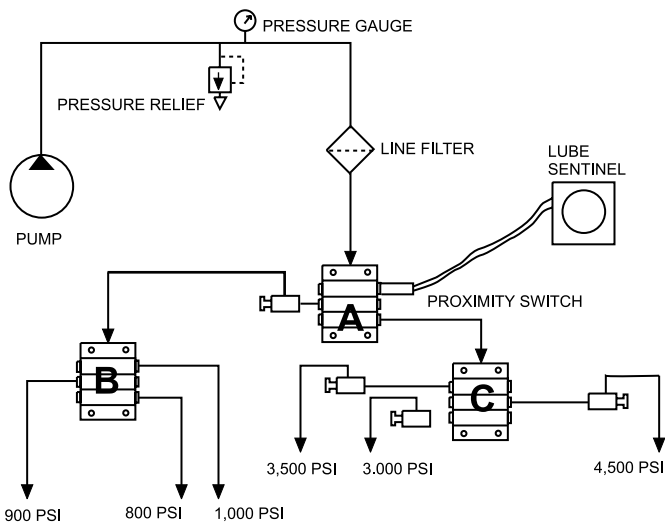 PRESSURE GAUGE
PRESSURE RELIEF
LINE FILTER
LUBE
SENTINEL
PUMP
PROXIMITY SWITCH
A
B
C
3,500 PSI
3.000 PSI
4,500 PSI
900 PSI
800 PSI
1,000 PSI